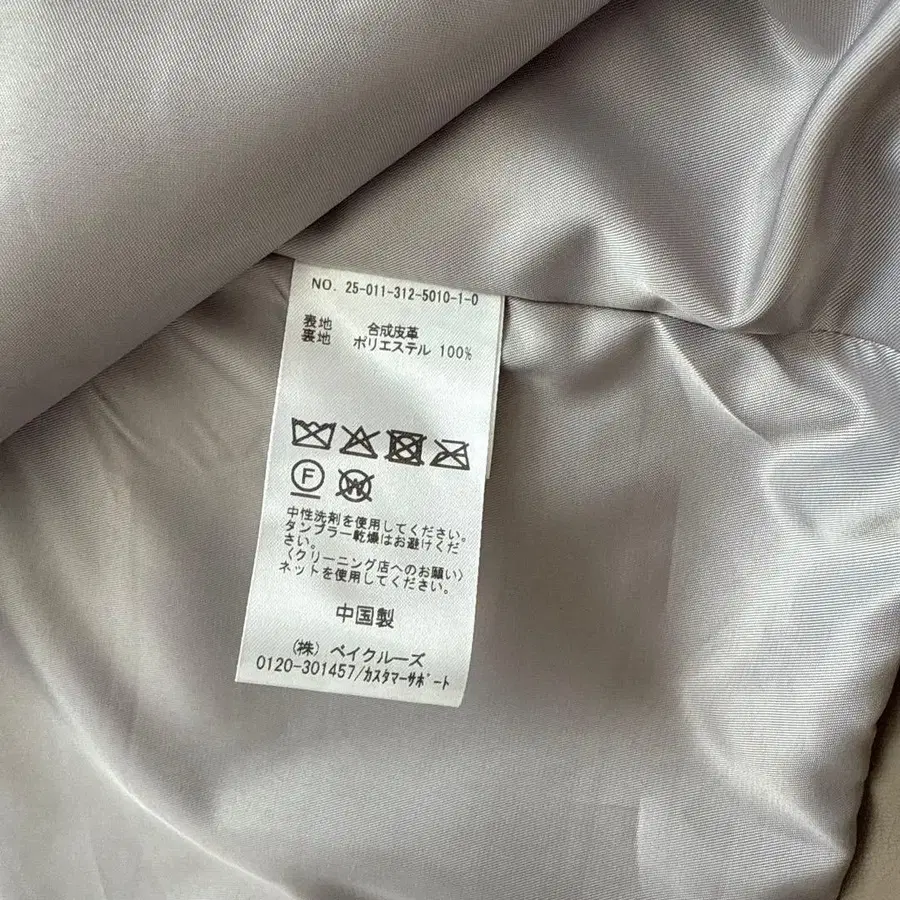 NO. 25-011-312-5010-1-0
表地 合成皮革
裏地 ポリエステル 100%
F
W
中性洗剤を使用してください。
タンブラー乾燥はお避けくだ
さい。
(クリーニング店へのお願い)
ネットを使用してください。
中国製
(株) ベイクルーズ
0120-301457/カスタマーサポート